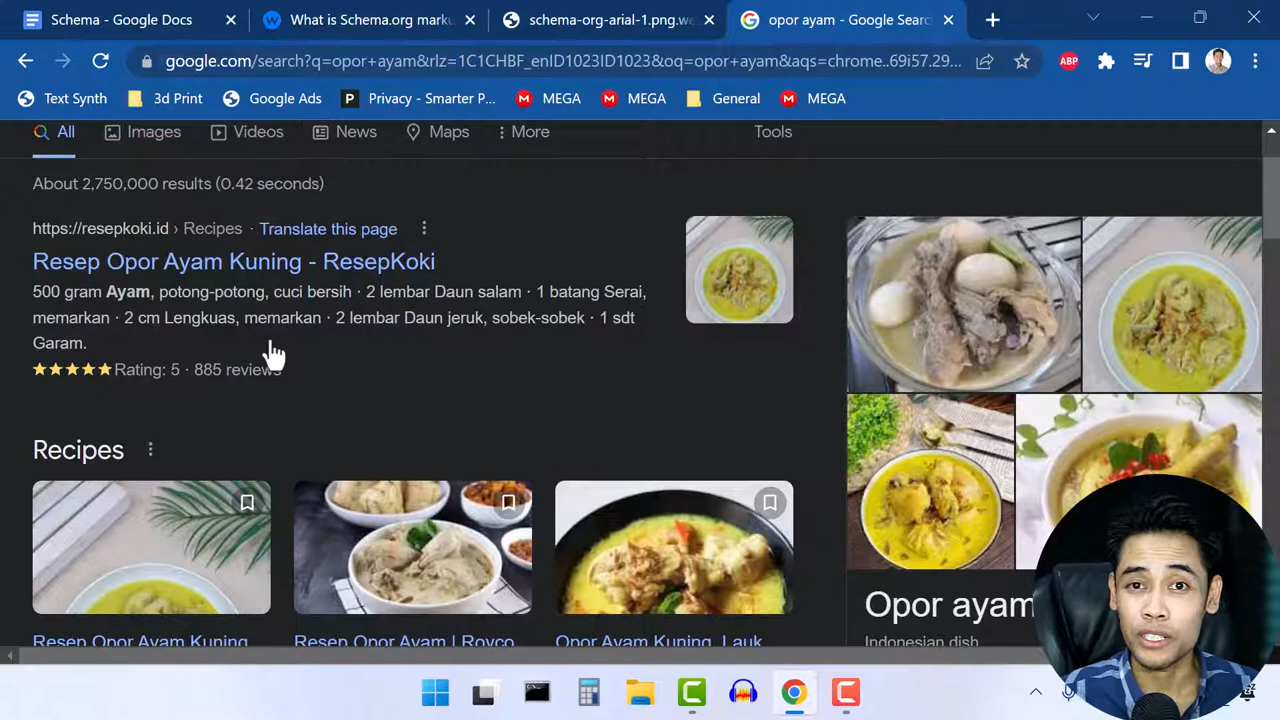 Schema - Google Docs
What is Schema.org marku
schema-org-arial-1.png.we
opor ayam - Google Search
google.com/search?q=opor+ayam&rlz=1C1CHBF_enID1023ID1023&oq=opor+ayam&aqs=chrome..69i57.29...
ABP
Text Synth
3d Print
Google Ads
Privacy - Smarter P...
MEGA
MEGA
General
MEGA
All
Images
Videos
News
Maps
More
Tools
About 2,750,000 results (0.42 seconds)
https://resepkoki.id › Recipes · Translate this page
Resep Opor Ayam Kuning - ResepKoki
500 gram Ayam, potong-potong, cuci bersih · 2 lembar Daun salam · 1 batang Serai,
memarkan · 2 cm Lengkuas, memarkan · 2 lembar Daun jeruk, sobek-sobek · 1 sdt
Garam.
Rating: 5 · 885 reviews
Recipes
Resep Opor Ayam Kuning
Resep Opor Ayam | Royco
Opor Ayam Kuning, Lauk
Opor ayam
Indonesian dish